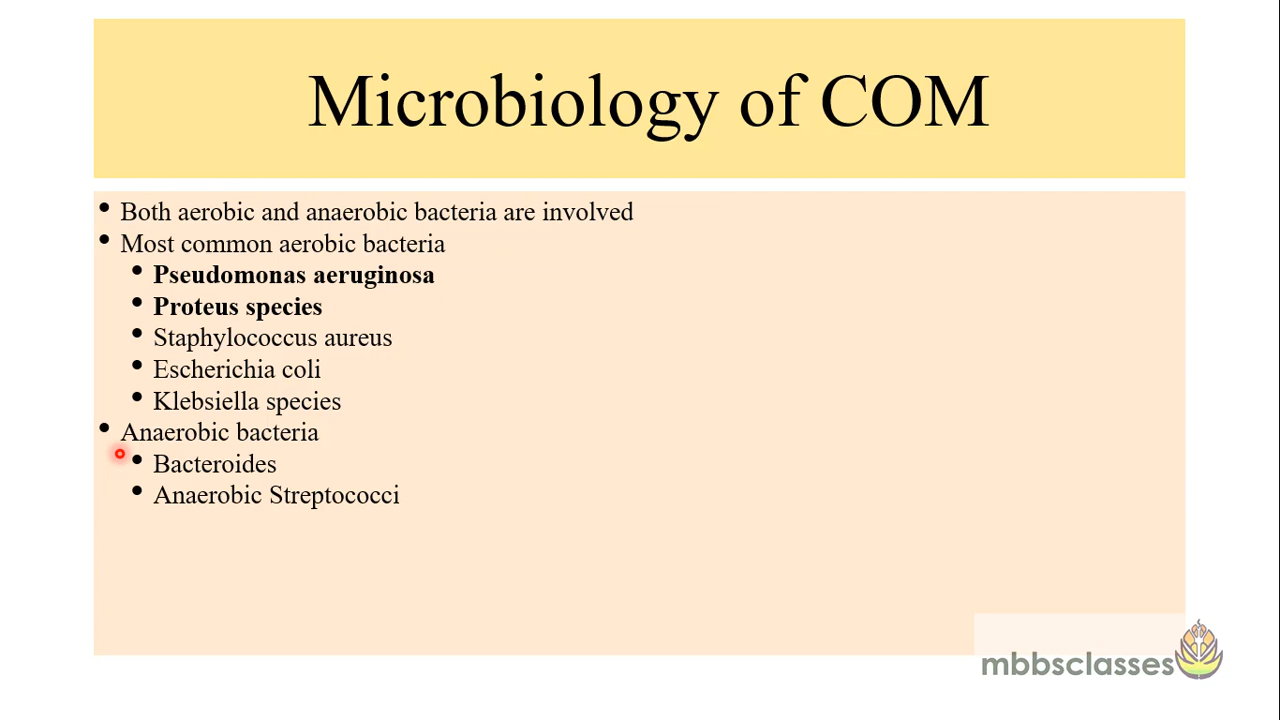 Microbiology of COM
• Both aerobic and anaerobic bacteria are involved
• Most common aerobic bacteria
• Pseudomonas aeruginosa
• Proteus species
• Staphylococcus aureus
• Escherichia coli
• Klebsiella species
• Anaerobic bacteria
• Bacteroides
• Anaerobic Streptococci
mbbsclasses